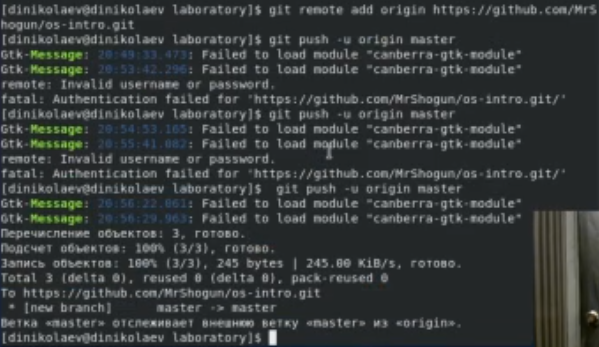 [dinikolaev@dinikolaev laboratory]$ git remote add origin https://github.com/MrS
hogun/os-intro.git
[dinikolaev@dinikolaev laboratory]$ git push -u origin master
Gtk-Message: 20:49:33.473: Failed to load module "canberra-gtk-module"
Gtk-Message: 20:53:42.296: Failed to load module "canberra-gtk-module"
remote: Invalid username or password.
fatal: Authentication failed for 'https://github.com/MrShogun/os-intro.git/'
[dinikolaev@dinikolaev laboratory]$ git push -u origin master
Gtk-Message: 20:54:53.165: Failed to load module "canberra-gtk-module"
Gtk-Message: 20:55:41.082: Failed to load module "canberra-gtk-module"
remote: Invalid username or password.
fatal: Authentication failed for 'https://github.com/MrShogun/os-intro.git/'
[dinikolaev@dinikolaev laboratory]$  git push -u origin master
Gtk-Message: 20:56:22.061: Failed to load module "canberra-gtk-module"
Gtk-Message: 20:56:29.963: Failed to load module "canberra-gtk-module"
Перечисление объектов: 3, готово.
Подсчет объектов: 100% (3/3), готово.
Запись объектов: 100% (3/3), 245 bytes | 245.00 KiB/s, готово.
Total 3 (delta 0), reused 0 (delta 0), pack-reused 0
To https://github.com/MrShogun/os-intro.git
 * [new branch]      master -> master
Ветка «master» отслеживает внешнюю ветку «master» из «origin».
[dinikolaev@dinikolaev laboratory]$